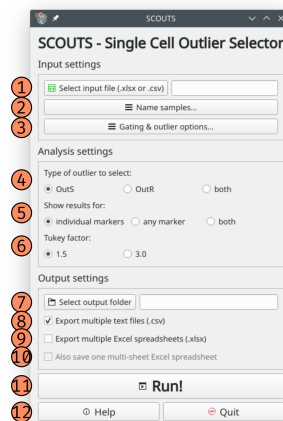 SCOUTS
SCOUTS - Single Cell Outlier Selector
Input settings
1 Select input file (.xlsx or .csv)
2 Name samples...
3 Gating & outlier options...
Analysis settings
Type of outlier to select:
4 OutS OutR both
Show results for:
5 individual markers any marker both
Tukey factor:
6 1.5 3.0
Output settings
7 Select output folder
8 Export multiple text files (.csv)
9 Export multiple Excel spreadsheets (.xlsx)
10 Also save one multi-sheet Excel spreadsheet
11 Run!
12 Help Quit